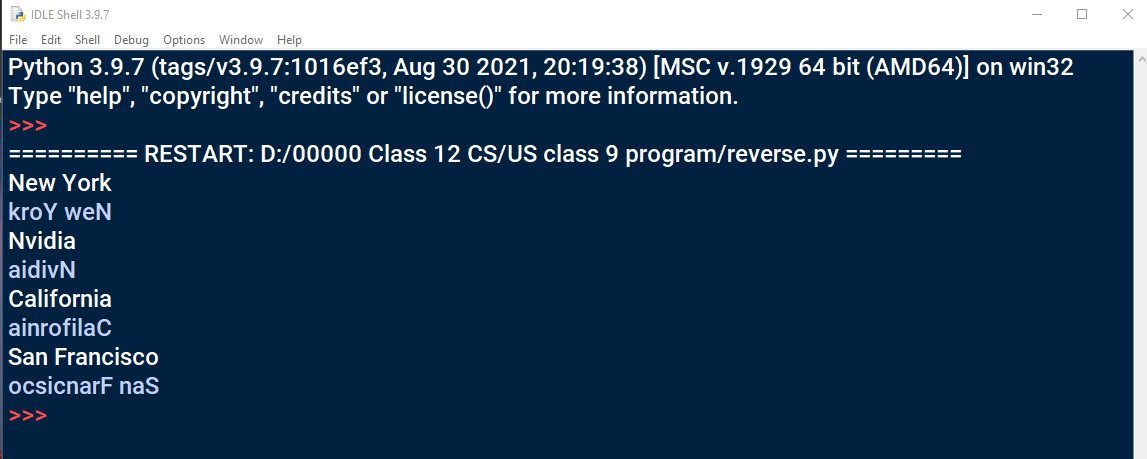 IDLE Shell 3.9.7
File Edit Shell Debug Options Window Help
Python 3.9.7 (tags/v3.9.7:1016ef3, Aug 30 2021, 20:19:38) [MSC v.1929 64 bit (AMD64)] on win32
Type "help", "copyright", "credits" or "license()" for more information.
>>>
========== RESTART: D:/00000 Class 12 CS/US class 9 program/reverse.py =========
New York
kroY weN
Nvidia
aidivN
California
ainrofilaC
San Francisco
ocsicnarF naS
>>>